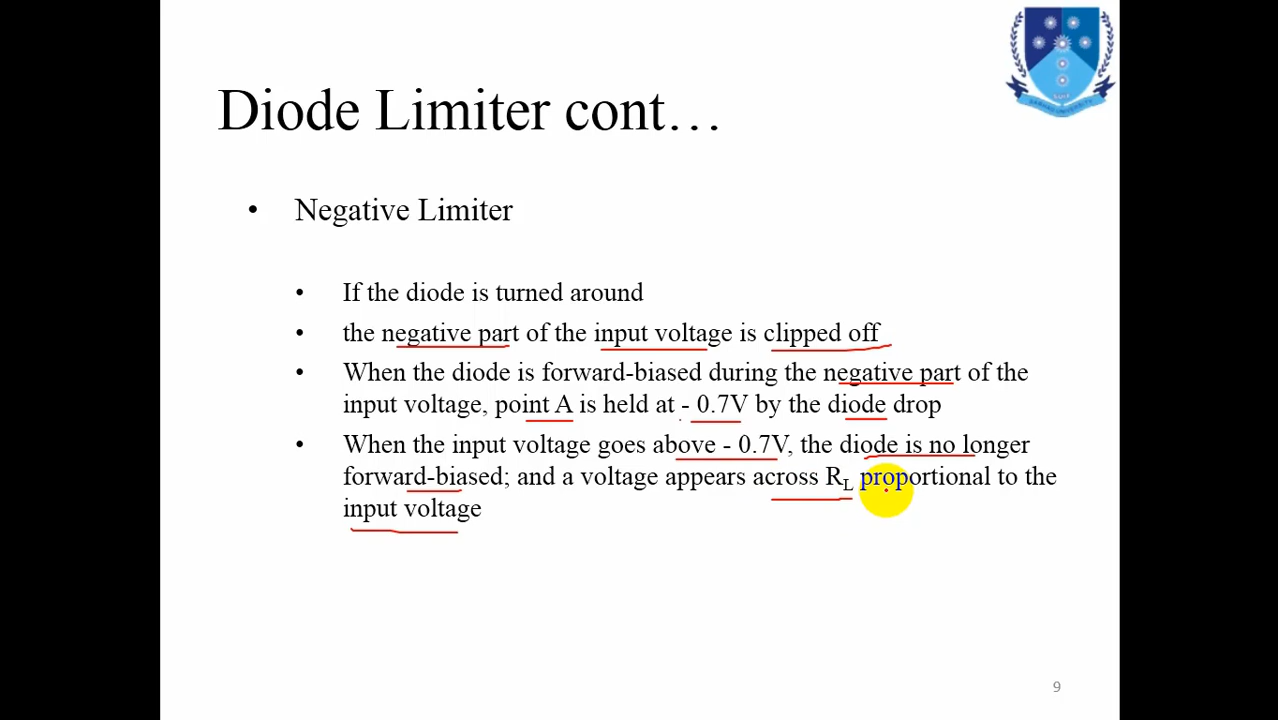 Diode Limiter cont…
• Negative Limiter
• If the diode is turned around
• the negative part of the input voltage is clipped off
• When the diode is forward-biased during the negative part of the
input voltage, point A is held at - 0.7V by the diode drop
• When the input voltage goes above - 0.7V, the diode is no longer
forward-biased; and a voltage appears across RL proportional to the
input voltage
9